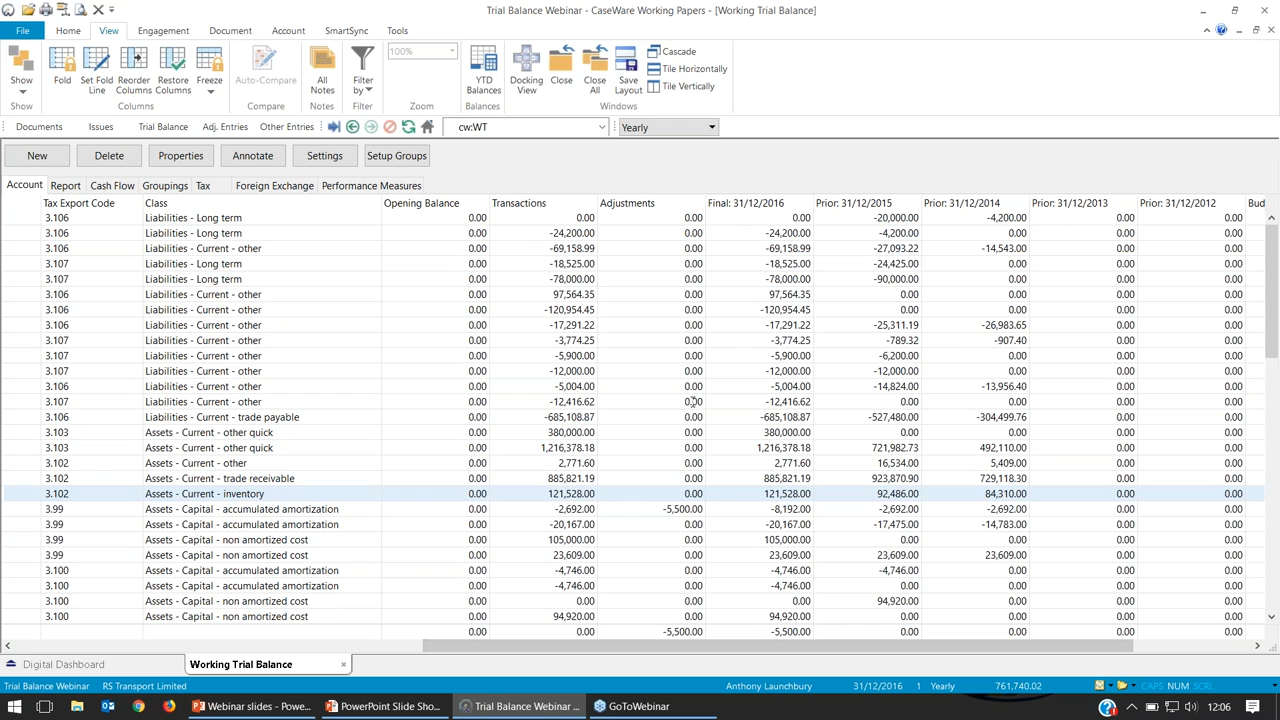 Trial Balance Webinar - CaseWare Working Papers - [Working Trial Balance]
File Home View Engagement Document Account SmartSync Tools
Show Fold Set Fold Line Reorder Columns Restore Columns Freeze Auto-Compare All Notes Filter by 100% YTD Balances Docking View Close Close All Save Layout Cascade
Tile Horizontally
Tile Vertically
Show Columns Compare Notes Filter Zoom Balances Windows
Documents Issues Trial Balance Adj. Entries Other Entries cw:WT Yearly
New Delete Properties Annotate Settings Setup Groups
Account Report Cash Flow Groupings Tax Foreign Exchange Performance Measures
Tax Export Code Class Opening Balance Transactions Adjustments Final: 31/12/2016 Prior: 31/12/2015 Prior: 31/12/2014 Prior: 31/12/2013 Prior: 31/12/2012 Bud
3.106 Liabilities - Long term 0.00 0.00 0.00 0.00 -20,000.00 -4,200.00 0.00 0.00
3.106 Liabilities - Long term 0.00 -24,200.00 0.00 -24,200.00 -4,200.00 0.00 0.00 0.00
3.106 Liabilities - Current - other 0.00 -69,158.99 0.00 -69,158.99 -27,093.22 -14,543.00 0.00 0.00
3.107 Liabilities - Long term 0.00 -18,525.00 0.00 -18,525.00 -24,425.00 0.00 0.00 0.00
3.107 Liabilities - Long term 0.00 -78,000.00 0.00 -78,000.00 -90,000.00 0.00 0.00 0.00
3.106 Liabilities - Current - other 0.00 97,564.35 0.00 97,564.35 0.00 0.00 0.00 0.00
3.106 Liabilities - Current - other 0.00 -120,954.45 0.00 -120,954.45 0.00 0.00 0.00 0.00
3.106 Liabilities - Current - other 0.00 -17,291.22 0.00 -17,291.22 -25,311.19 -26,983.65 0.00 0.00
3.107 Liabilities - Current - other 0.00 -3,774.25 0.00 -3,774.25 -789.32 -907.40 0.00 0.00
3.107 Liabilities - Current - other 0.00 -5,900.00 0.00 -5,900.00 -6,200.00 0.00 0.00 0.00
3.107 Liabilities - Current - other 0.00 -12,000.00 0.00 -12,000.00 -12,000.00 0.00 0.00 0.00
3.106 Liabilities - Current - other 0.00 -5,004.00 0.00 -5,004.00 -14,824.00 -13,956.40 0.00 0.00
3.107 Liabilities - Current - other 0.00 -12,416.62 0.00 -12,416.62 0.00 0.00 0.00 0.00
3.106 Liabilities - Current - trade payable 0.00 -685,108.87 0.00 -685,108.87 -527,480.00 -304,499.76 0.00 0.00
3.103 Assets - Current - other quick 0.00 380,000.00 0.00 380,000.00 0.00 0.00 0.00 0.00
3.103 Assets - Current - other quick 0.00 1,216,378.18 0.00 1,216,378.18 721,982.73 492,110.00 0.00 0.00
3.102 Assets - Current - other 0.00 2,771.60 0.00 2,771.60 16,534.00 5,409.00 0.00 0.00
3.102 Assets - Current - trade receivable 0.00 885,821.19 0.00 885,821.19 923,870.90 729,118.30 0.00 0.00
3.102 Assets - Current - inventory 0.00 121,528.00 0.00 121,528.00 92,486.00 84,310.00 0.00 0.00
3.99 Assets - Capital - accumulated amortization 0.00 -2,692.00 -5,500.00 -8,192.00 -2,692.00 -2,692.00 0.00 0.00
3.99 Assets - Capital - accumulated amortization 0.00 -20,167.00 0.00 -20,167.00 -17,475.00 -14,783.00 0.00 0.00
3.99 Assets - Capital - non amortized cost 0.00 105,000.00 0.00 105,000.00 0.00 0.00 0.00 0.00
3.99 Assets - Capital - non amortized cost 0.00 23,609.00 0.00 23,609.00 23,609.00 23,609.00 0.00 0.00
3.100 Assets - Capital - accumulated amortization 0.00 -4,746.00 0.00 -4,746.00 -4,746.00 0.00 0.00 0.00
3.100 Assets - Capital - accumulated amortization 0.00 -4,746.00 0.00 -4,746.00 0.00 0.00 0.00 0.00
3.100 Assets - Capital - non amortized cost 0.00 0.00 0.00 0.00 94,920.00 0.00 0.00 0.00
3.100 Assets - Capital - non amortized cost 0.00 94,920.00 0.00 94,920.00 0.00 0.00 0.00 0.00
0.00 0.00 -5,500.00 -5,500.00 0.00 0.00 0.00 0.00
Digital Dashboard Working Trial Balance
Trial Balance Webinar RS Transport Limited Anthony Launchbury 31/12/2016 1 Yearly 761,740.02 CAPS NUM SCRL
Webinar slides - Powe... PowerPoint Slide Sho... Trial Balance Webinar ... GoToWebinar 12:06